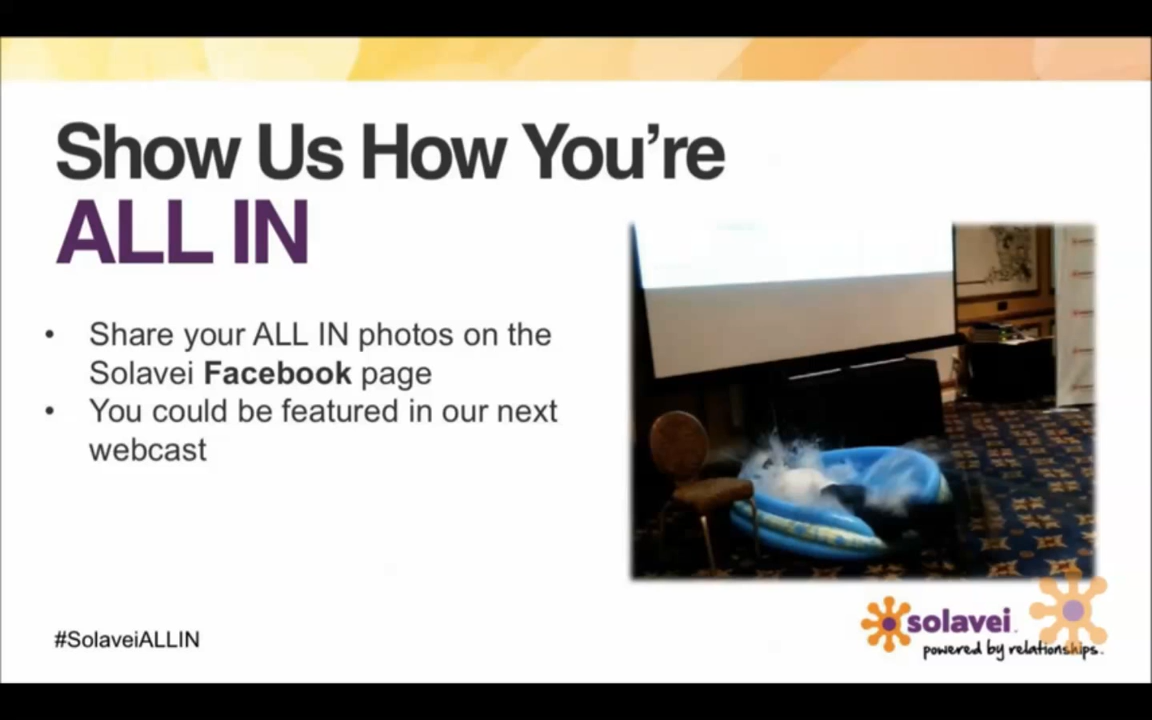 Show Us How You're
ALL IN
• Share your ALL IN photos on the
Solavei Facebook page
• You could be featured in our next
webcast
#SolaveiALLIN
solavei
powered by relationships.